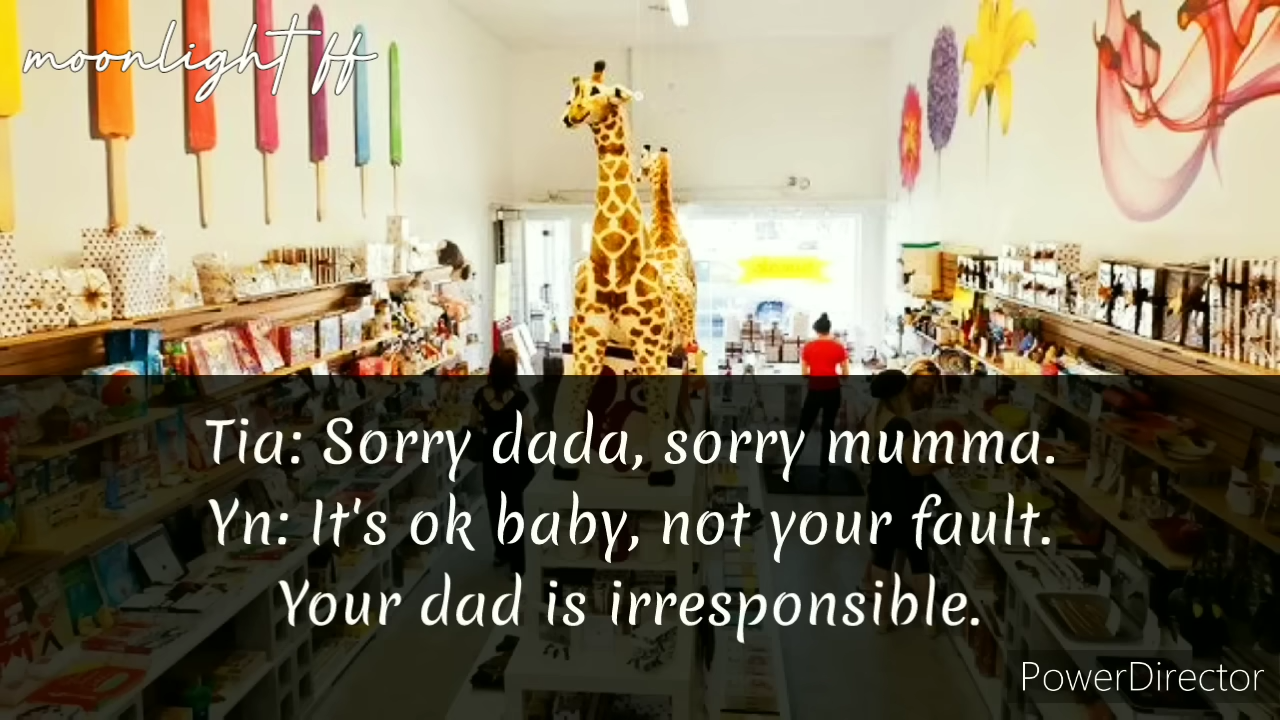 moonlight ff
Tia: Sorry dada, sorry mumma.
Yn: It's ok baby, not your fault.
Your dad is irresponsible.
PowerDirector